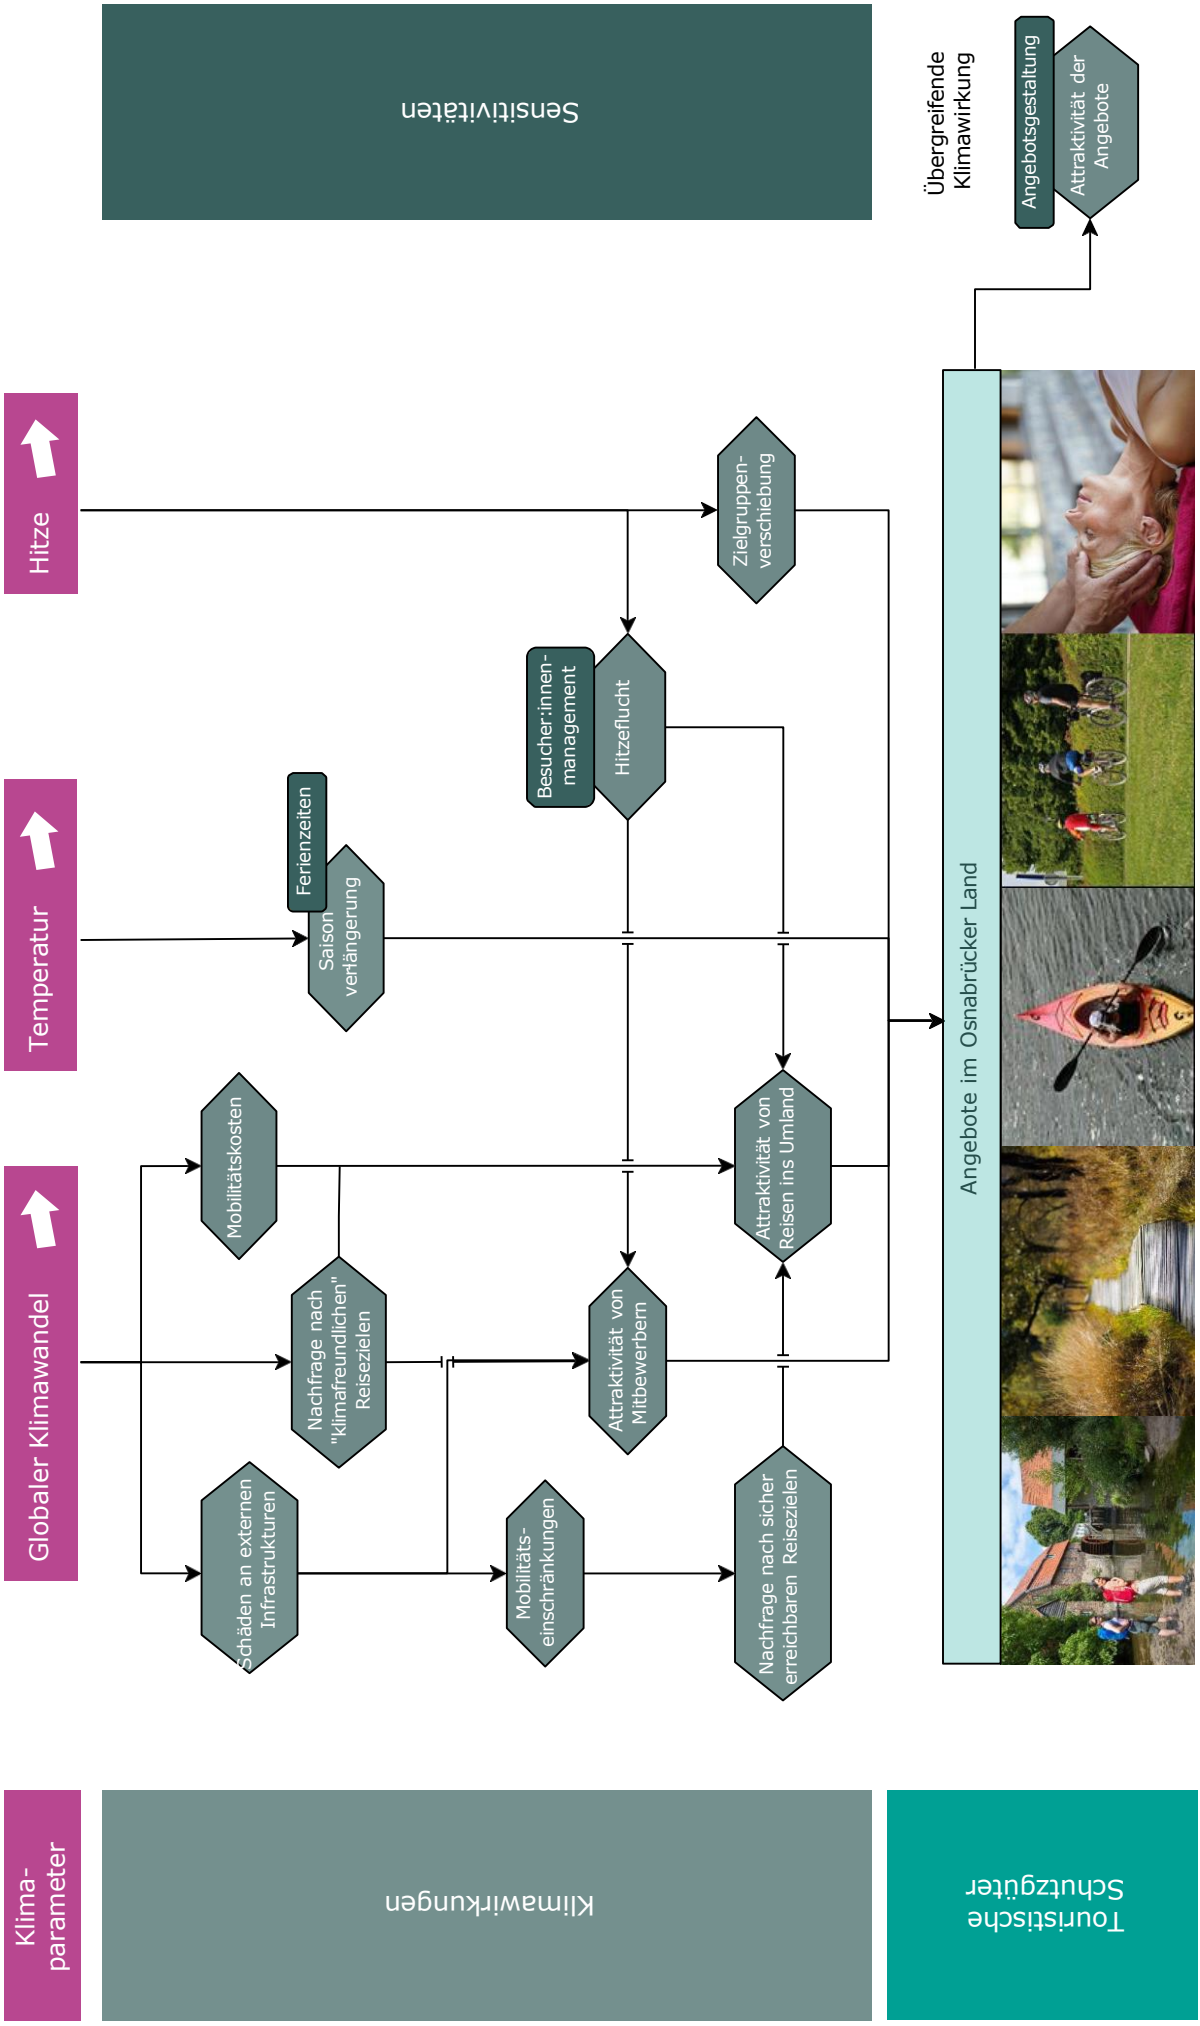 Klima-
parameter
Globaler Klimawandel
Temperatur
Hitze
Klimawirkungen
Sensitivitäten
Schäden an externen
Infrastrukturen
Mobilitätskosten
Nachfrage nach
"klimafreundlichen"
Reisezielen
Ferienzeiten
Saison
verlängerung
Mobilitäts-
einschränkungen
Attraktivität von
Mitbewerbern
Besucher:innen-
management
Hitzeflucht
Zielgruppen-
verschiebung
Nachfrage nach sicher
erreichbaren Reisezielen
Attraktivität von
Reisen ins Umland
Touristische
Schutzgüter
Angebote im Osnabrücker Land
Übergreifende
Klimawirkung
Angebotsgestaltung
Attraktivität der
Angebote